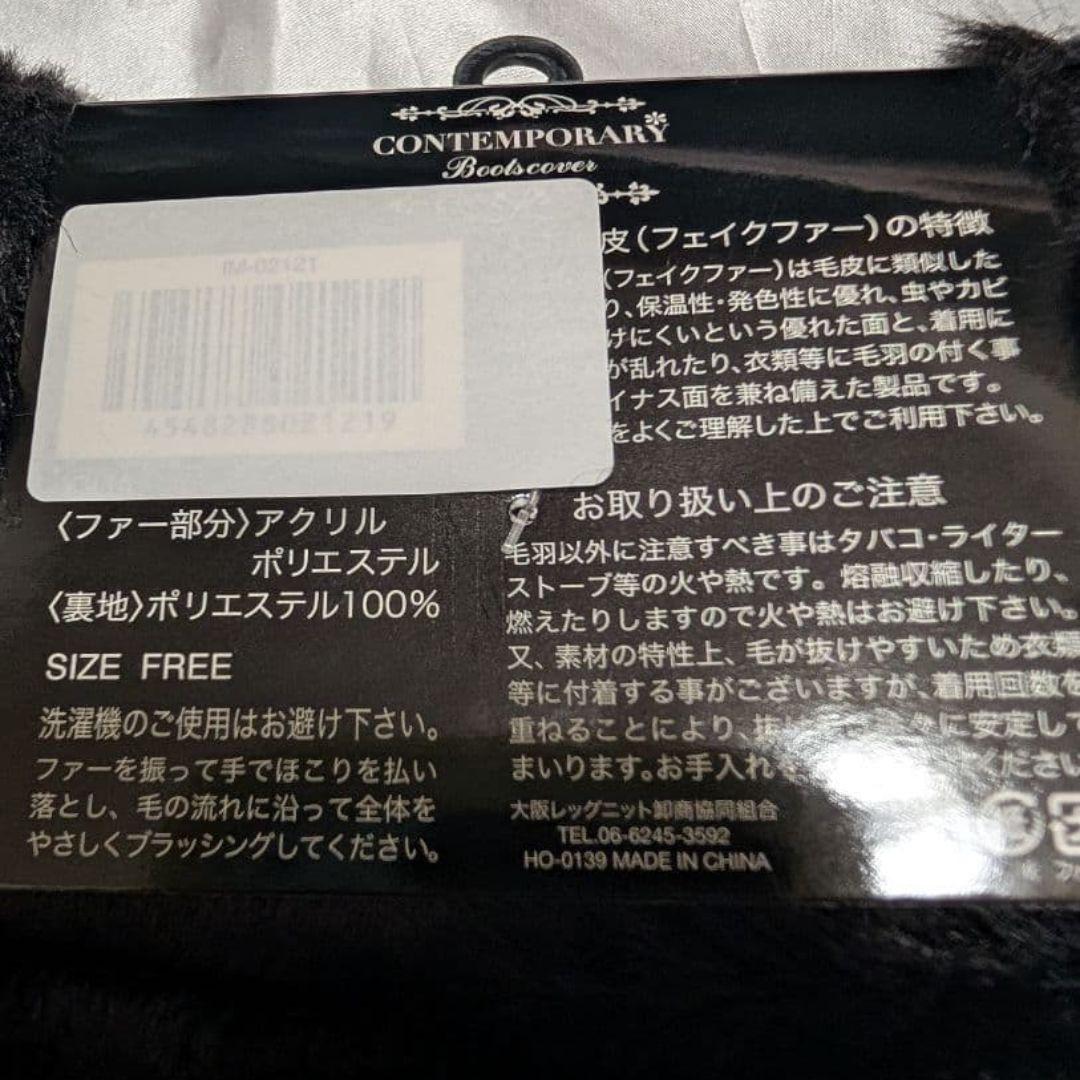 CONTEMPORARY
Bootscover
IM-02121
皮(フェイクファー)の特徴
(フェイクファー)は毛皮に類似した
り、保温性・発色性に優れ、虫やカビ
けにくいという優れた面と、着用に
が乱れたり、衣類等に毛羽の付く事
イナス面を兼ね備えた製品です。
をよくご理解した上でご利用下さい。
〈ファー部分〉アクリル
ポリエステル
〈裏地〉ポリエステル100%
SIZE FREE
洗濯機のご使用はお避け下さい。
ファーを振って手でほこりを払い
落とし、毛の流れに沿って全体を
やさしくブラッシングしてください。
お取り扱い上のご注意
毛羽以外に注意すべき事はタバコ・ライター
ストーブ等の火や熱です。熔融収縮したり、
燃えたりしますので火や熱はお避け下さい。
又、素材の特性上、毛が抜けやすいため衣類
等に付着する事がございますが、着用回数を
重ねることにより、抜 に安定して
まいります。お手入れ ください
大阪レッグニット卸商協同組合
TEL.06-6245-3592
HO-0139 MADE IN CHINA